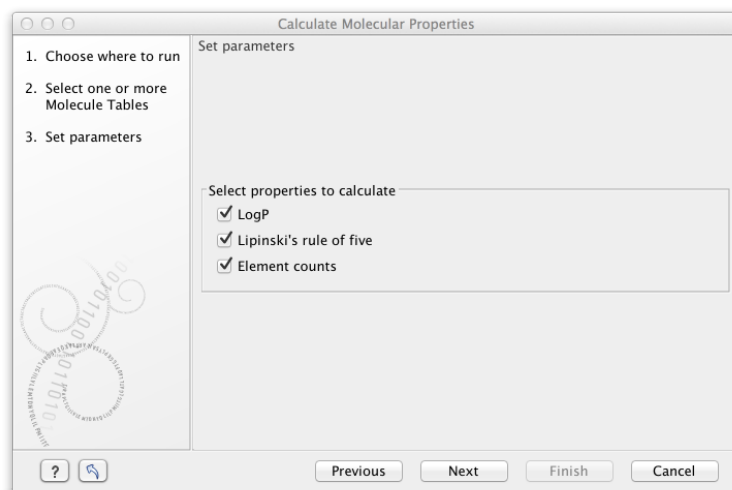 Calculate Molecular Properties
1. Choose where to run
2. Select one or more
Molecule Tables
3. Set parameters
Set parameters
Select properties to calculate
LogP
Lipinski's rule of five
Element counts
?
Previous
Next
Finish
Cancel